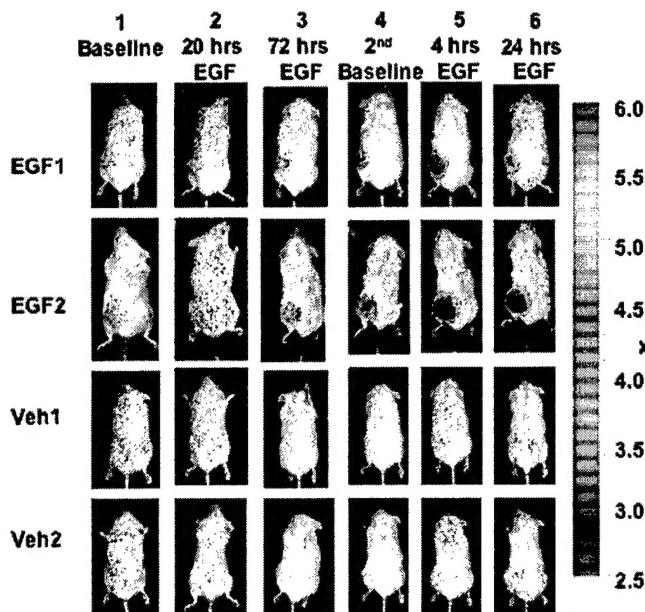 1 2 3 4 5 6
Baseline 20 hrs 72 hrs 2nd 4 hrs 24 hrs
EGF EGF Baseline EGF EGF
EGF1
EGF2
Veh1
Veh2
6.0
5.5
5.0
4.5
x
4.0
3.5
3.0
2.5